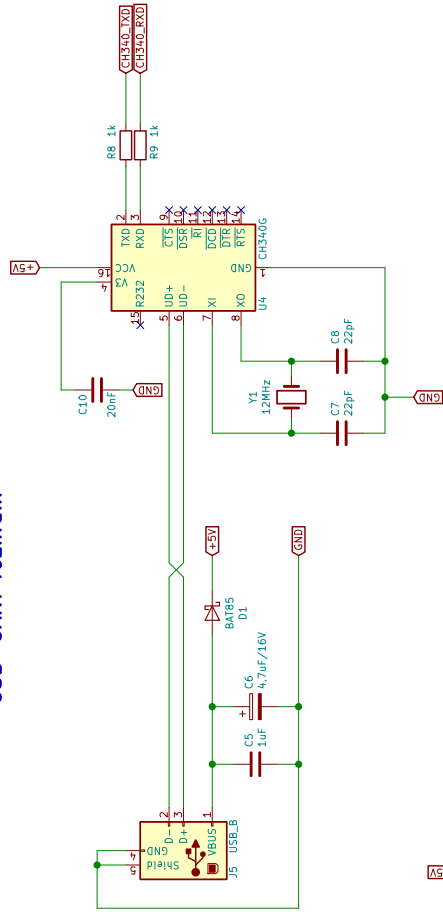 CH340_TXD
CH340_RXD
R8 1k
R9 1k
2
3
9
10
11
12
13
14
TXD
RXD
CTS
DSR
RI
DCD
DTR
RTS
CH340G
+5V
16
VCC
GND
1
4
V3
R232
UD+
UD-
XI
XO
U4
15
5
6
7
8
C10
20nF
GND
Y1
12MHz
C8
22pF
C7
22pF
GND
+5V
GND
BAT85
D1
C6
4,7uF/16V
+
C5
1uF
2
3
1
D-
D+
VBUS
USB_B
GND
4
Shield
5
J5
5V